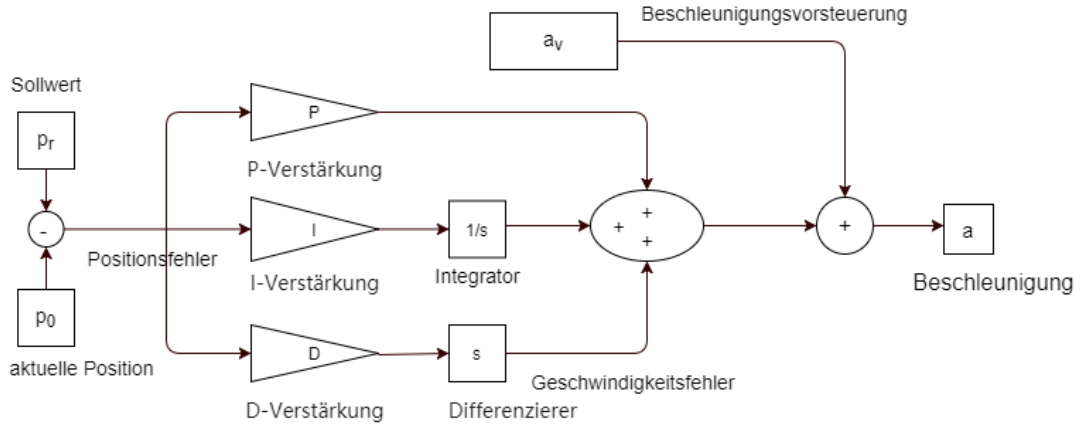 Beschleunigungsvorsteuerung
a_v
Sollwert
p_r
P
P-Verstärkung
-
Positionsfehler
I
I-Verstärkung
1/s
Integrator
+
+
+
+
a
Beschleunigung
p_0
aktuelle Position
D
D-Verstärkung
s
Differenzierer
Geschwindigkeitsfehler